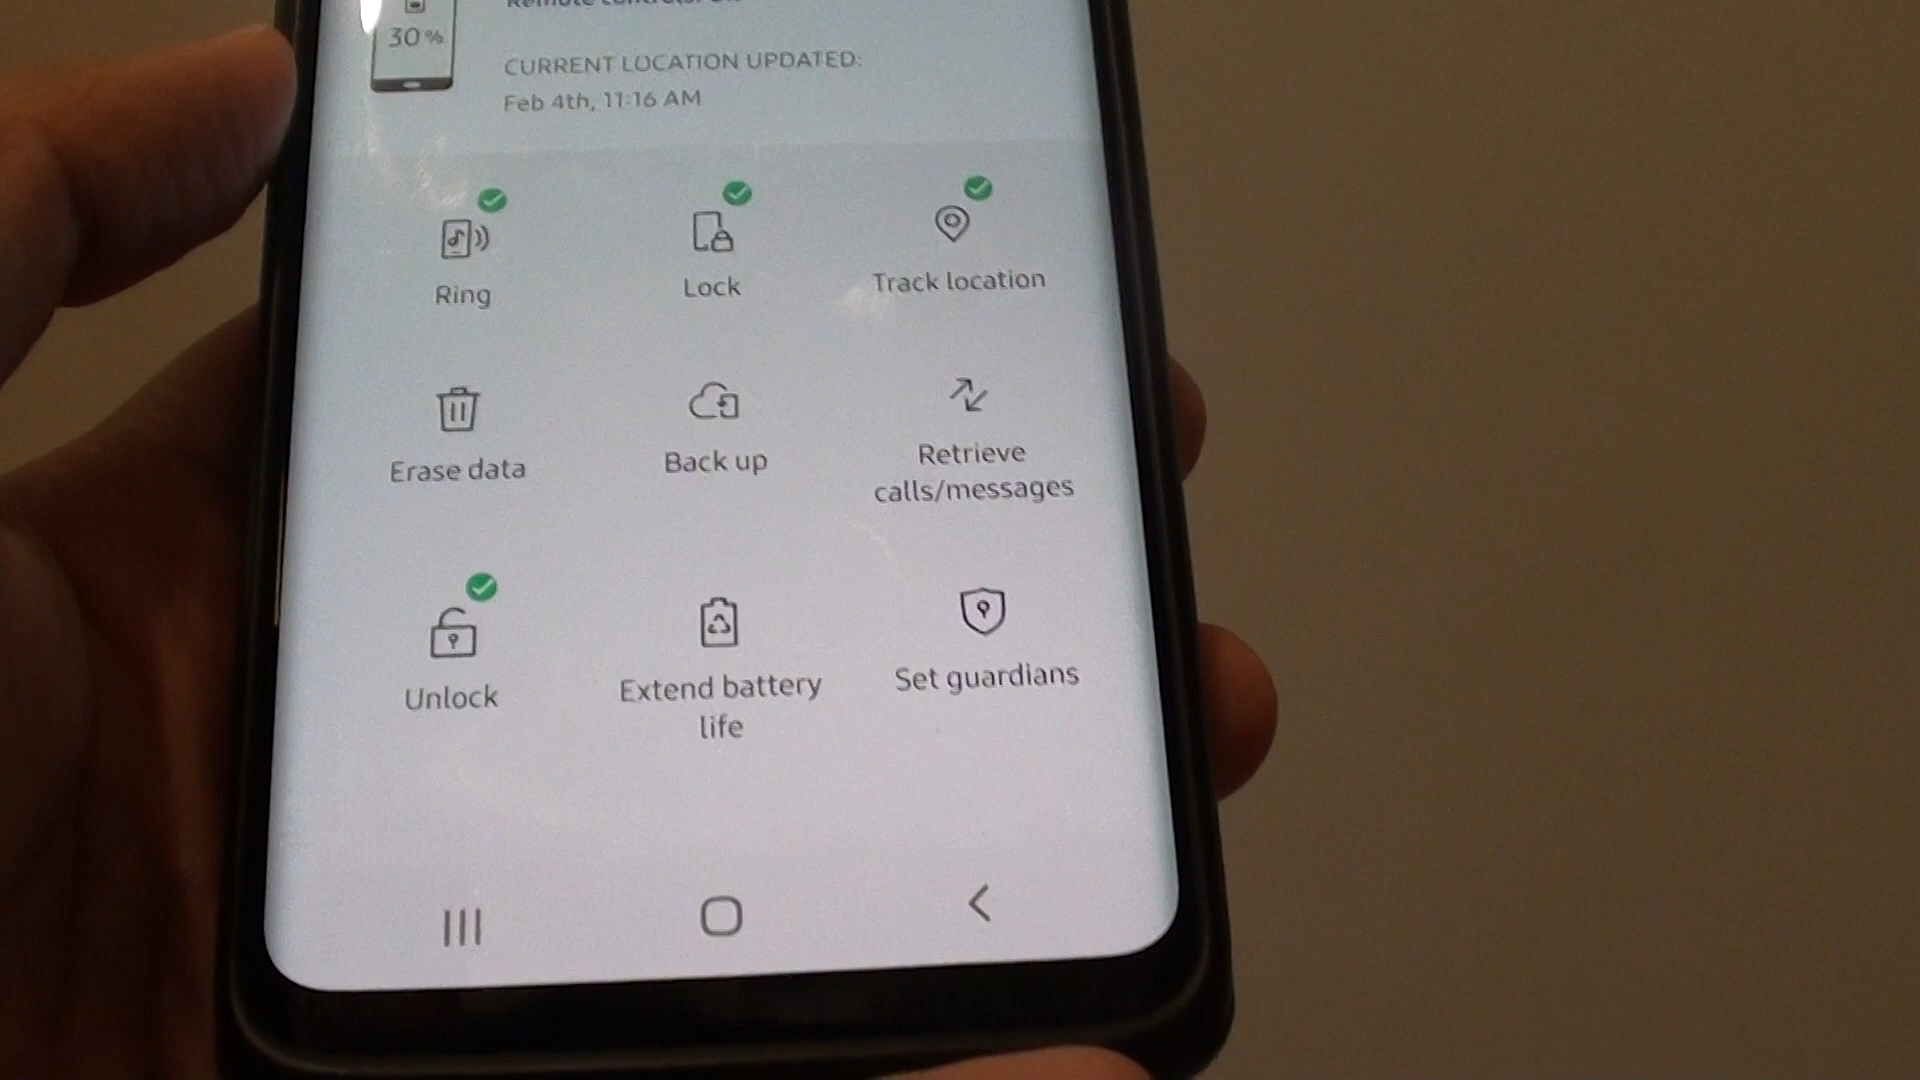 30%
CURRENT LOCATION UPDATED:
Feb 4th, 11:16 AM
Ring
Lock
Track location
Erase data
Back up
Retrieve
calls/messages
Unlock
Extend battery
life
Set guardians